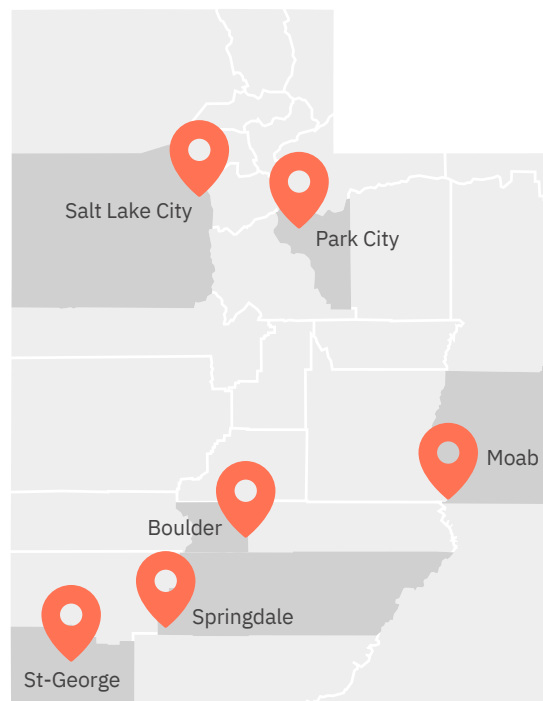 Salt Lake City
Park City
Moab
Boulder
Springdale
St-George